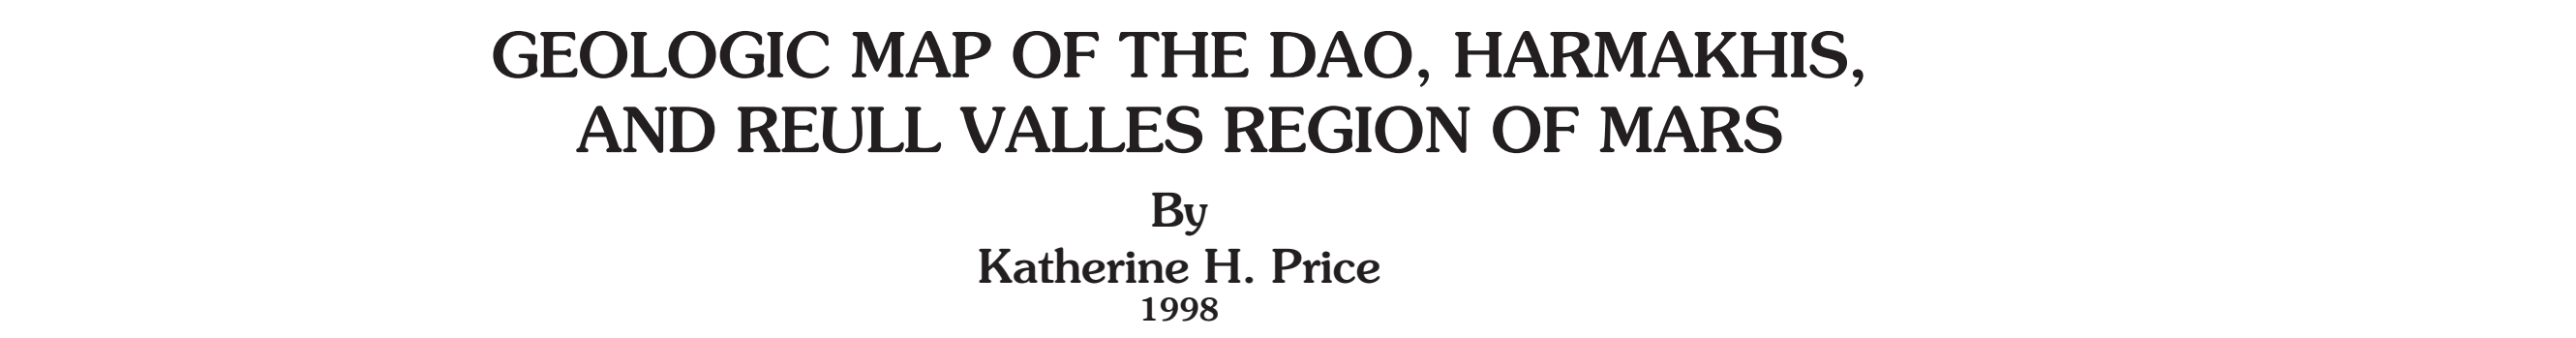 GEOLOGIC MAP OF THE DAO, HARMAKHIS,
AND REULL VALLES REGION OF MARS
By
Katherine H. Price
1998